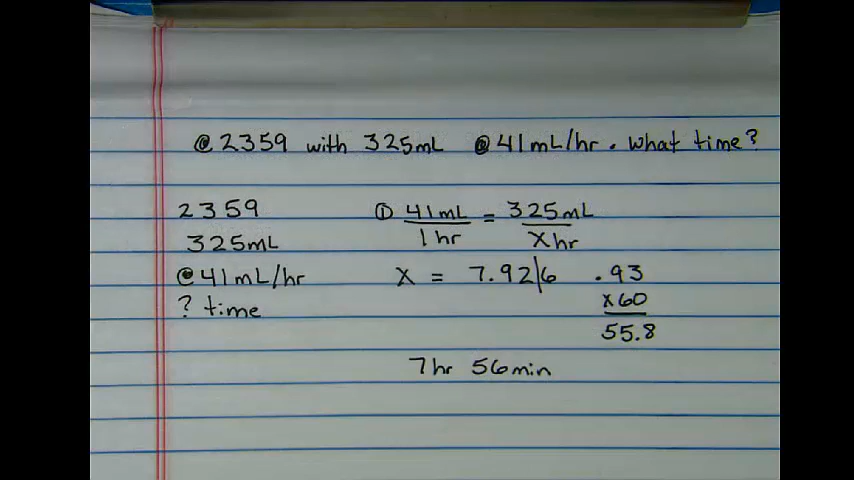 @ 2359 with 325mL @ 41mL/hr. what time?
2359
325mL
@ 41mL/hr
? time
① 41mL / 1hr = 325mL / X hr
X = 7.92|6
.93
x60
55.8
7hr 56min